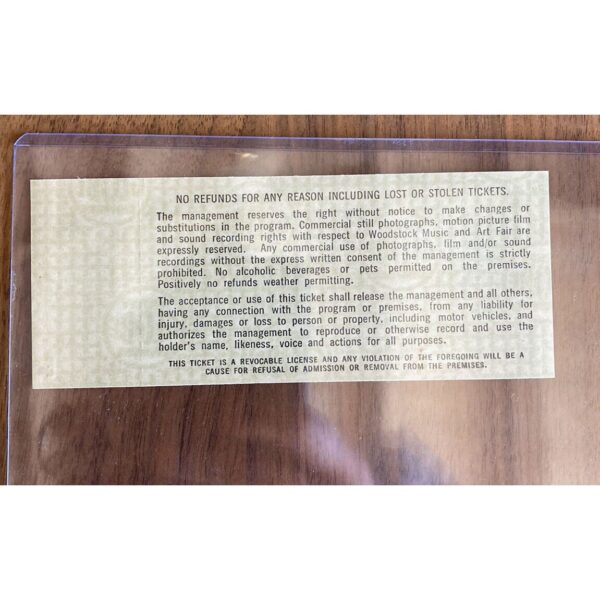 NO REFUNDS FOR ANY REASON INCLUDING LOST OR STOLEN TICKETS.
The management reserves the right without notice to make changes or
substitutions in the program. Commercial still photographs, motion picture film
and sound recording rights with respect to Woodstock Music and Art Fair are
expressly reserved. Any commercial use of photographs, film and/or sound
recordings without the express written consent of the management is strictly
prohibited. No alcoholic beverages or pets permitted on the premises.
Positively no refunds weather permitting.
The acceptance or use of this ticket shall release the management and all others,
having any connection with the program or premises, from any liability for
injury, damages or loss to person or property, including motor vehicles, and
authorizes the management to reproduce or otherwise record and use the
holder's name, likeness, voice and actions for all purposes.
THIS TICKET IS A REVOCABLE LICENSE AND ANY VIOLATION OF THE FOREGOING WILL BE A
CAUSE FOR REFUSAL OF ADMISSION OR REMOVAL FROM THE PREMISES.